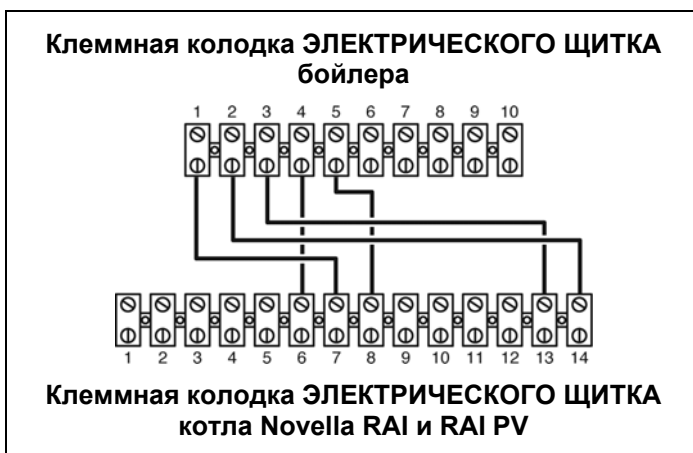 Клеммная колодка ЭЛЕКТРИЧЕСКОГО ЩИТКА
бойлера
1 2 3 4 5 6 7 8 9 10
1 2 3 4 5 6 7 8 9 10 11 12 13 14
Клеммная колодка ЭЛЕКТРИЧЕСКОГО ЩИТКА
котла Novella RAI и RAI PV